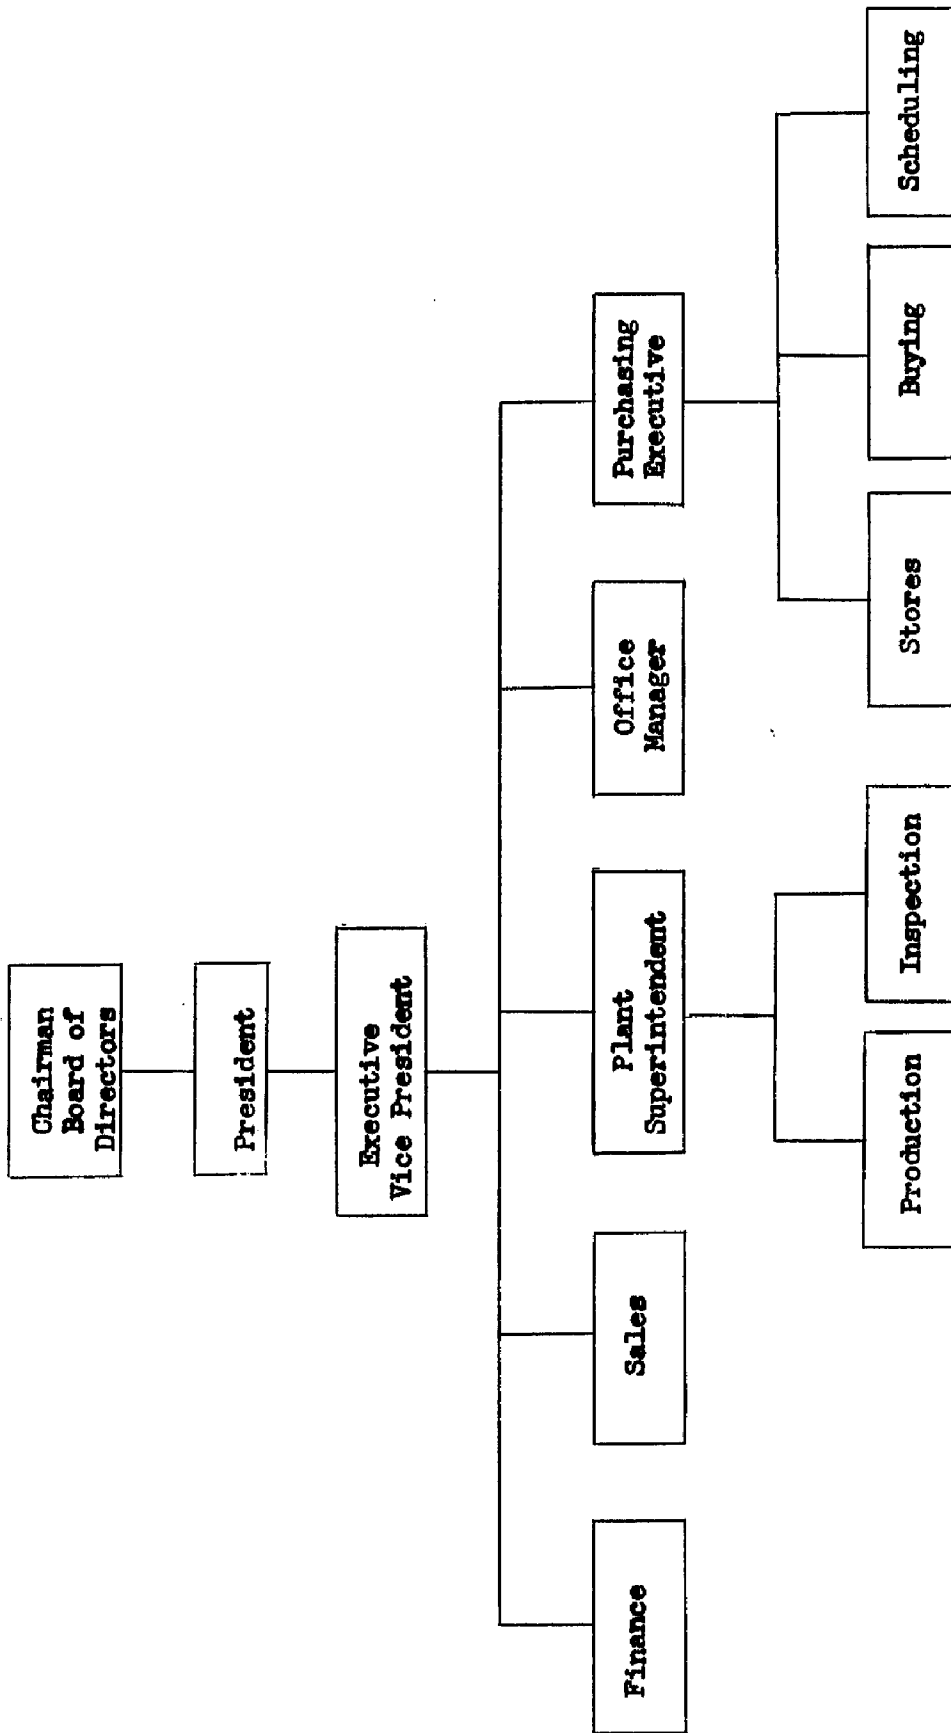 Chairman
Board of
Directors
President
Executive
Vice President
Finance
Sales
Plant
Superintendent
Office
Manager
Purchasing
Executive
Production
Inspection
Stores
Buying
Scheduling